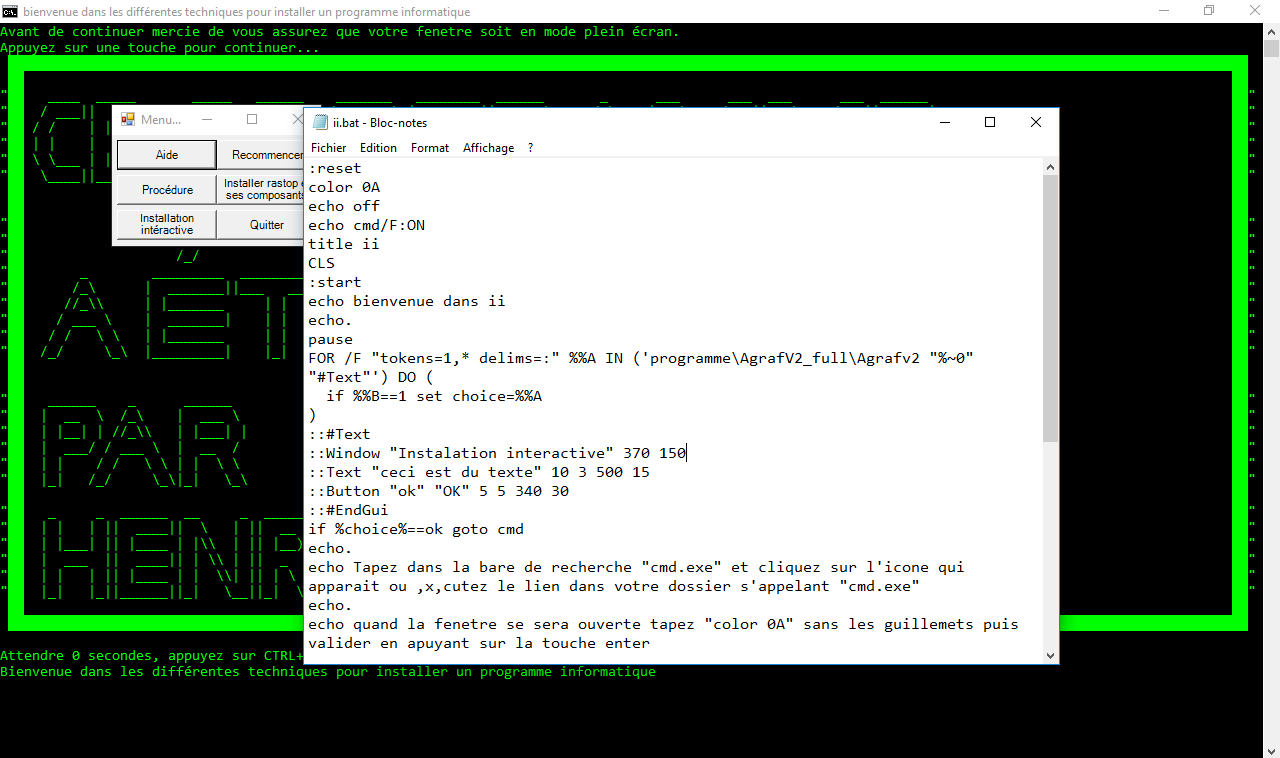 bienvenue dans les différentes techniques pour installer un programme informatique
Avant de continuer mercie de vous assurez que votre fenetre soit en mode plein écran.
Appuyez sur une touche pour continuer...
Menu...
Aide
Recommencer
Procédure
Installer rastop
ses composants
Installation
intéractive
Quitter
ii.bat - Bloc-notes
Fichier Edition Format Affichage ?
:reset
color 0A
echo off
echo cmd/F:ON
title ii
CLS
:start
echo bienvenue dans ii
echo.
pause
FOR /F "tokens=1,* delims=:" %%A IN ('programme\AgrafV2_full\Agrafv2 "%~0"
"#Text"') DO (
if %%B==1 set choice=%%A
)
::#Text
::Window "Instalation interactive" 370 150
::Text "ceci est du texte" 10 3 500 15
::Button "ok" "OK" 5 5 340 30
::#EndGui
if %choice%==ok goto cmd
echo.
echo Tapez dans la bare de recherche "cmd.exe" et cliquez sur l'icone qui
apparait ou ,x,cutez le lien dans votre dossier s'appelant "cmd.exe"
echo.
echo quand la fenetre se sera ouverte tapez "color 0A" sans les guillemets puis
valider en apuyant sur la touche enter
A ÉT
PAR
HENR
Attendre 0 secondes, appuyez sur CTRL+
Bienvenue dans les différentes techniques pour installer un programme informatique